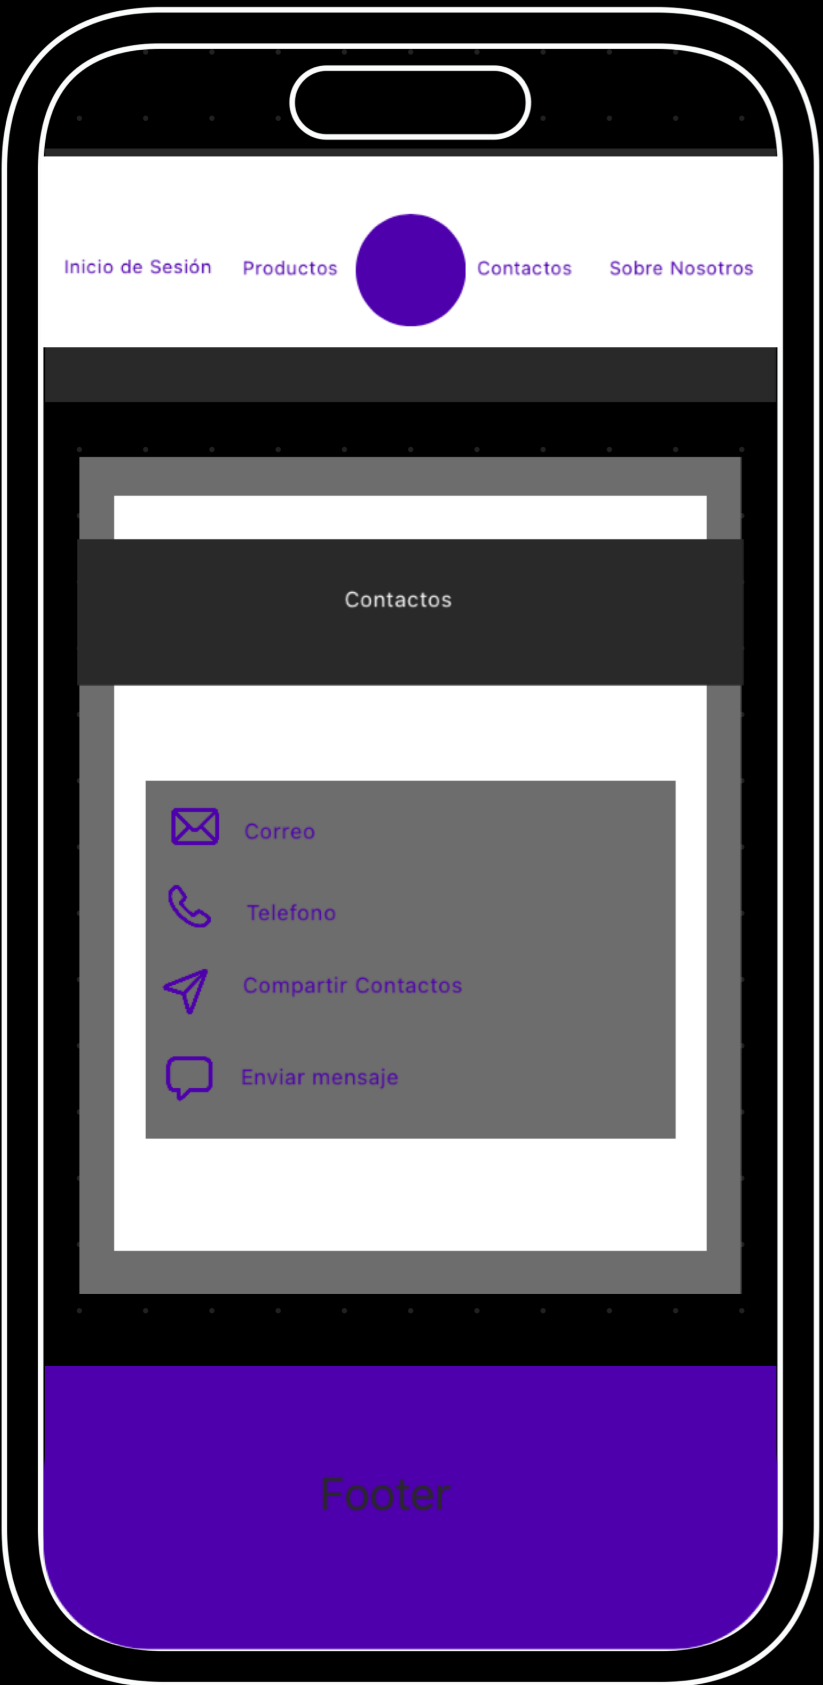 Inicio de Sesión Productos Contactos Sobre Nosotros
Contactos
Correo
Telefono
Compartir Contactos
Enviar mensaje
Footer